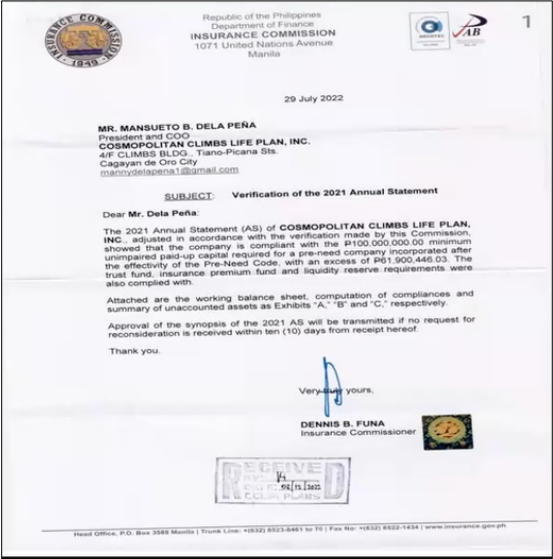 Republic of the Philippines
Department of Finance
INSURANCE COMMISSION
1071 United Nations Avenue
Manila
INSURANCE COMMISSION
1949
PAB
1
29 July 2022
MR. MANSUETO B. DELA PEÑA
President and COO
COSMOPOLITAN CLIMBS LIFE PLAN, INC.
4/F CLIMBS BLDG., Tiano-Picana Sts.
Cagayan de Oro City
mannydelapena1@gmail.com
SUBJECT: Verification of the 2021 Annual Statement
Dear Mr. Dela Peña:
The 2021 Annual Statement (AS) of COSMOPOLITAN CLIMBS LIFE PLAN,
INC., adjusted in accordance with the verification made by this Commission,
showed that the company is compliant with the ₱100,000,000.00 minimum
unimpaired paid-up capital required for a pre-need company incorporated after
the effectivity of the Pre-Need Code, with an excess of ₱61,900,446.03. The
trust fund, insurance premium fund and liquidity reserve requirements were
also complied with.
Attached are the working balance sheet, computation of compliances and
summary of unaccounted assets as Exhibits "A," "B" and "C," respectively.
Approval of the synopsis of the 2021 AS will be transmitted if no request for
reconsideration is received within ten (10) days from receipt hereof.
Thank you.
Very truly yours,
DENNIS B. FUNA
Insurance Commissioner
RECEIVED
Head Office, P.O. Box 3589 Manila | Trunk Line: +(632) 8523-8461 to 70 | Fax No: +(632) 8522-1434 | www.insurance.gov.ph